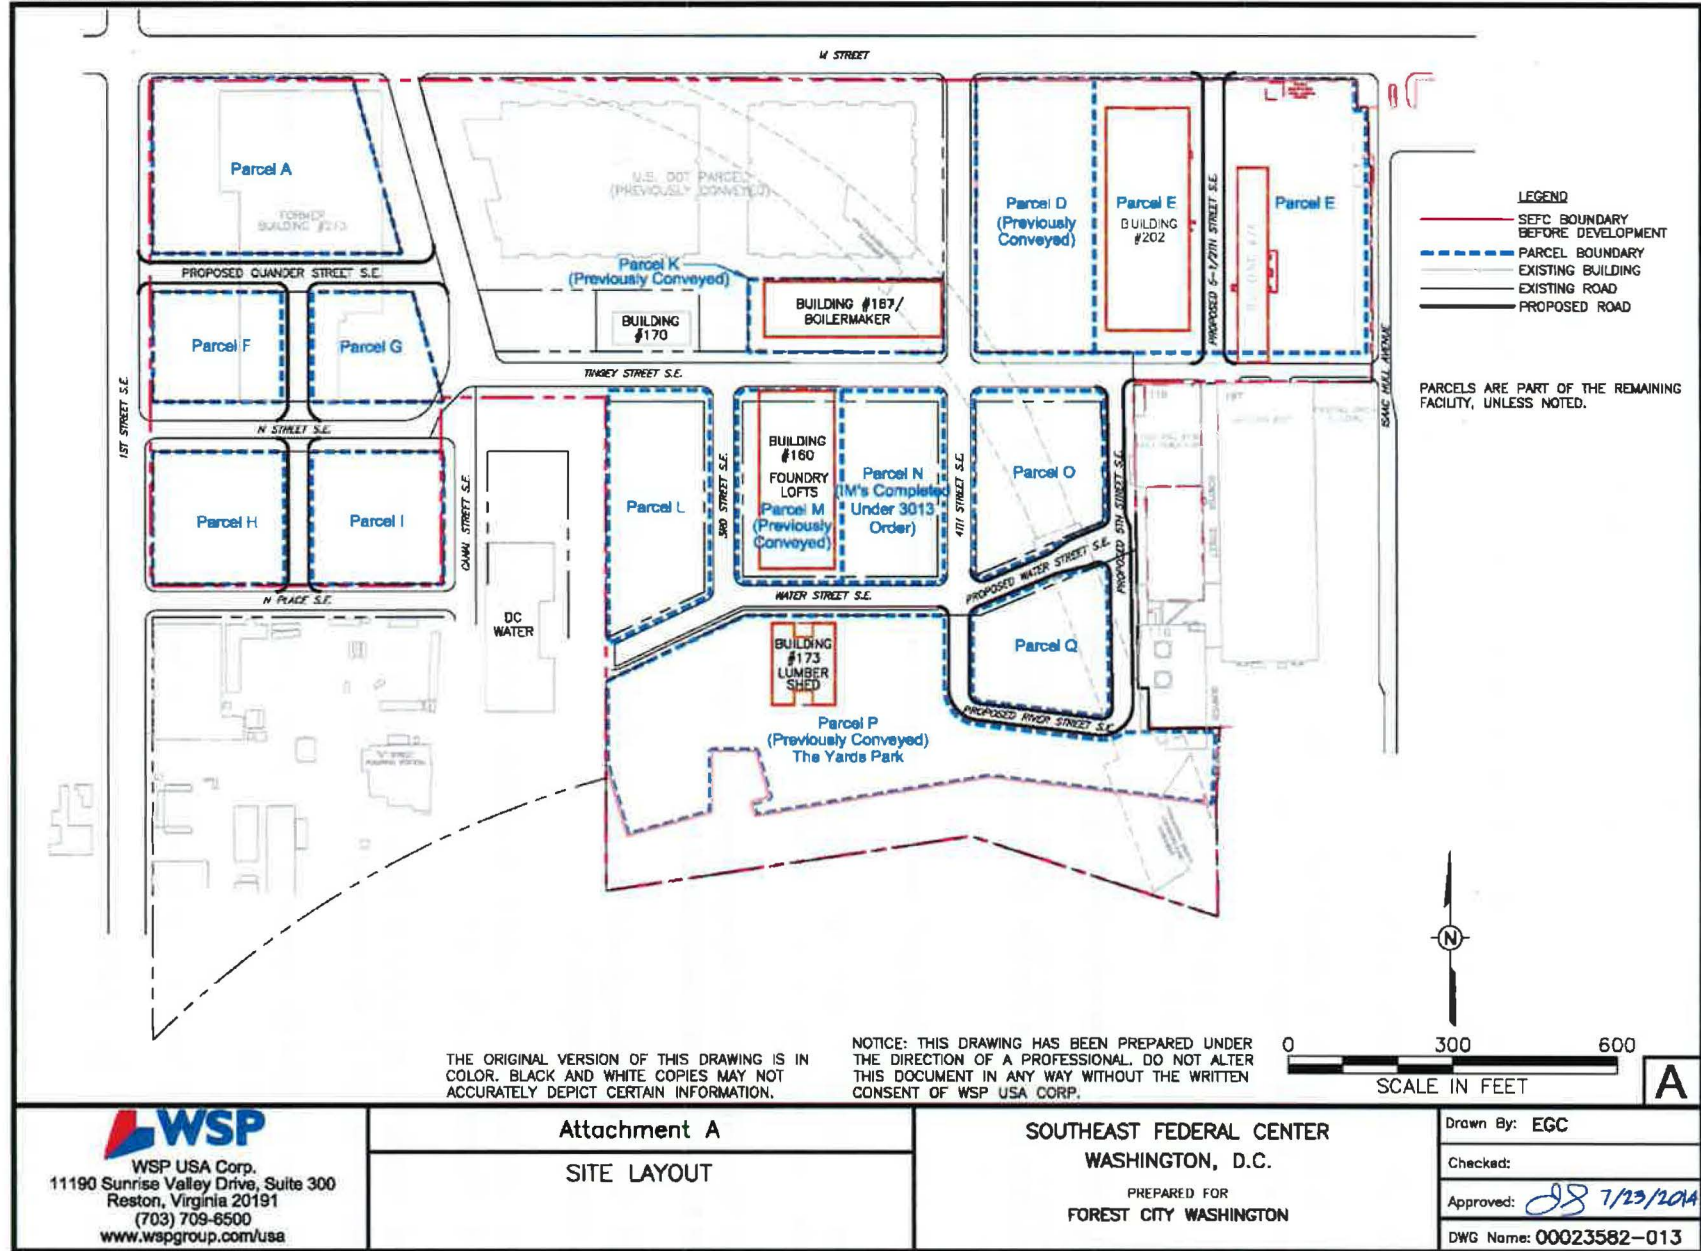 M STREET
Parcel A
FORMER
BUILDING #213
U.S. DOT PARCEL
(PREVIOUSLY CONVEYED)
Parcel D
(Previously
Conveyed)
Parcel E
BUILDING
#202
PROPOSED 5-1/2TH STREET S.E.
Parcel E
LEGEND
SEFC BOUNDARY
BEFORE DEVELOPMENT
PARCEL BOUNDARY
EXISTING BUILDING
EXISTING ROAD
PROPOSED ROAD
PROPOSED QUANDER STREET S.E.
Parcel K
(Previously Conveyed)
BUILDING #167/
BOILERMAKER
BUILDING
#170
Parcel F
Parcel G
TINGEY STREET S.E.
ISAAC HULL AVENUE
PARCELS ARE PART OF THE REMAINING
FACILITY, UNLESS NOTED.
1ST STREET S.E.
N STREET S.E.
Parcel H
Parcel I
CANAL STREET S.E.
Parcel L
3RD STREET S.E.
BUILDING
#160
FOUNDRY
LOFTS
Parcel M
(Previously
Conveyed)
Parcel N
(IM's Completed
Under 3013
Order)
4TH STREET S.E.
Parcel O
PROPOSED 5TH STREET S.E.
PROPOSED WATER STREET S.E.
N PLACE S.E.
WATER STREET S.E.
DC
WATER
BUILDING
#173
LUMBER
SHED
Parcel Q
PROPOSED RIVER STREET S.E.
Parcel P
(Previously Conveyed)
The Yards Park
N
THE ORIGINAL VERSION OF THIS DRAWING IS IN
COLOR. BLACK AND WHITE COPIES MAY NOT
ACCURATELY DEPICT CERTAIN INFORMATION.
NOTICE: THIS DRAWING HAS BEEN PREPARED UNDER
THE DIRECTION OF A PROFESSIONAL. DO NOT ALTER
THIS DOCUMENT IN ANY WAY WITHOUT THE WRITTEN
CONSENT OF WSP USA CORP.
0 300 600
SCALE IN FEET
A
WSP
WSP USA Corp.
11190 Sunrise Valley Drive, Suite 300
Reston, Virginia 20191
(703) 709-6500
www.wspgroup.com/usa
Attachment A
SITE LAYOUT
SOUTHEAST FEDERAL CENTER
WASHINGTON, D.C.
PREPARED FOR
FOREST CITY WASHINGTON
Drawn By: EGC
Checked:
Approved: JS 7/23/2014
DWG Name: 00023582-013